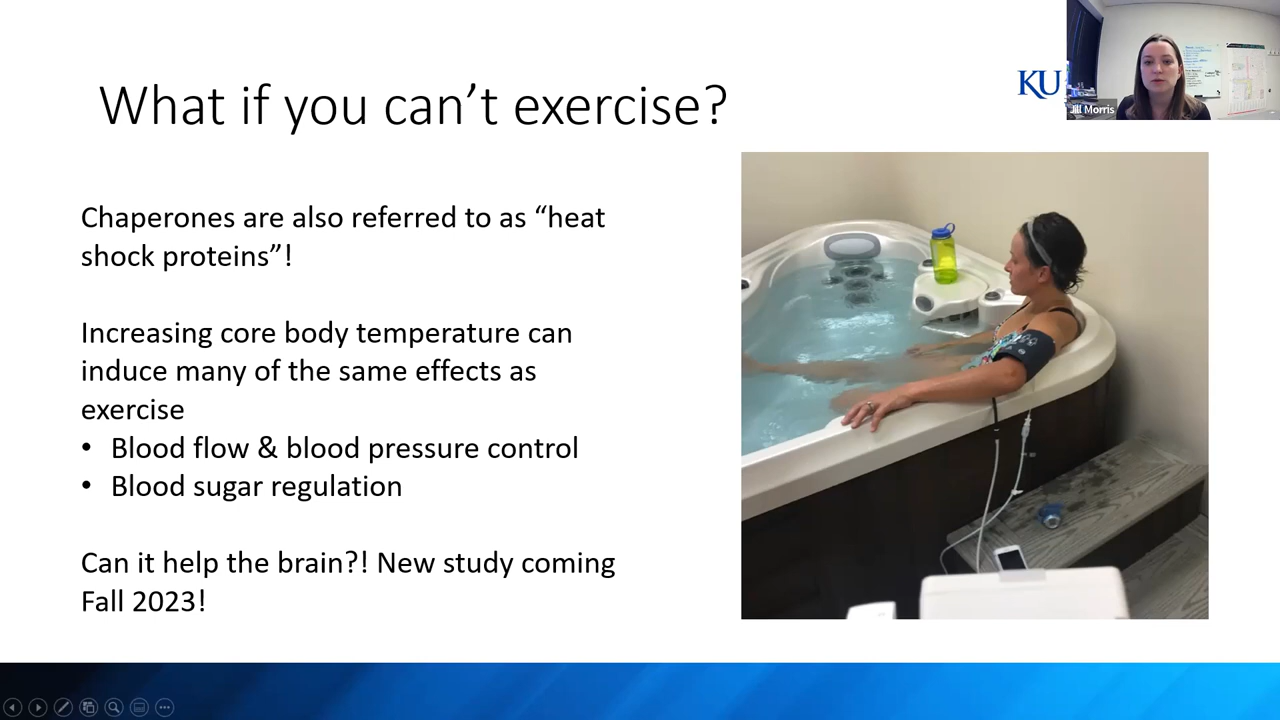 What if you can’t exercise?
KU
Jill Morris
Chaperones are also referred to as “heat
shock proteins”!
Increasing core body temperature can
induce many of the same effects as
exercise
• Blood flow & blood pressure control
• Blood sugar regulation
Can it help the brain?! New study coming
Fall 2023!